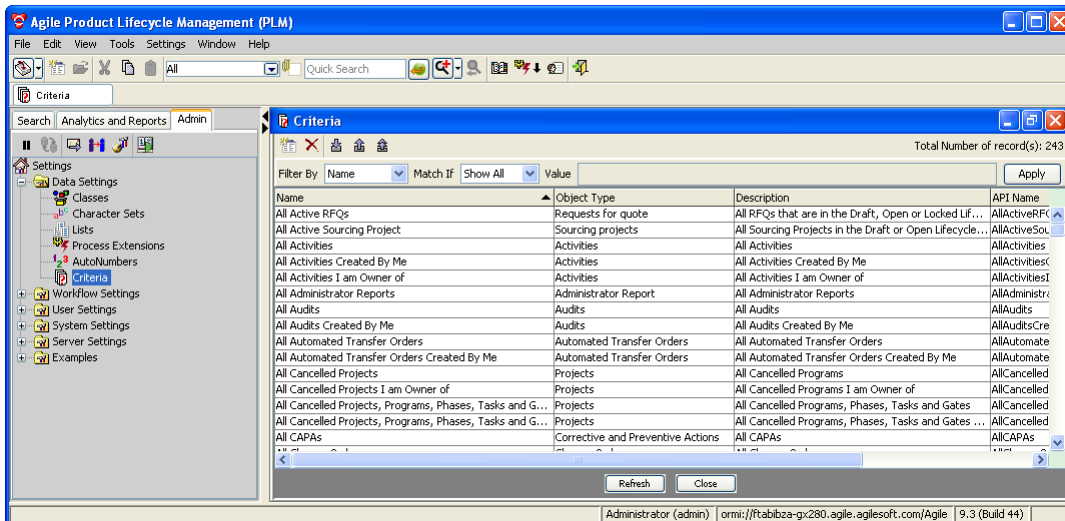 Agile Product Lifecycle Management (PLM)
File Edit View Tools Settings Window Help
All Quick Search
Criteria
Search Analytics and Reports Admin
Settings
Data Settings
Classes
Character Sets
Lists
Process Extensions
AutoNumbers
Criteria
Workflow Settings
User Settings
System Settings
Server Settings
Examples
Criteria
Total Number of record(s): 243
Filter By Name Match If Show All Value Apply
Name Object Type Description API Name
All Active RFQs Requests for quote All RFQs that are in the Draft, Open or Locked Lif... AllActiveRFQ
All Active Sourcing Project Sourcing projects All Sourcing Projects in the Draft or Open Lifecycle... AllActiveSou
All Activities Activities All Activities AllActivities
All Activities Created By Me Activities All Activities Created By Me AllActivitiesC
All Activities I am Owner of Activities All Activities I am Owner of AllActivitiesI
All Administrator Reports Administrator Report All Administrator Reports AllAdministra
All Audits Audits All Audits AllAudits
All Audits Created By Me Audits All Audits Created By Me AllAuditsCre
All Automated Transfer Orders Automated Transfer Orders All Automated Transfer Orders AllAutomate
All Automated Transfer Orders Created By Me Automated Transfer Orders All Automated Transfer Orders Created By Me AllAutomate
All Cancelled Projects Projects All Cancelled Programs AllCancelled
All Cancelled Projects I am Owner of Projects All Cancelled Programs I am Owner of AllCancelled
All Cancelled Projects, Programs, Phases, Tasks and G... Projects All Cancelled Programs, Phases, Tasks and Gates AllCancelled
All Cancelled Projects, Programs, Phases, Tasks and G... Projects All Cancelled Programs, Phases, Tasks and Gates ... AllCancelled
All CAPAs Corrective and Preventive Actions All CAPAs AllCAPAs
Refresh Close
Administrator (admin) ormi://ftabibza-gx280.agile.agilesoft.com/Agile 9.3 (Build 44)